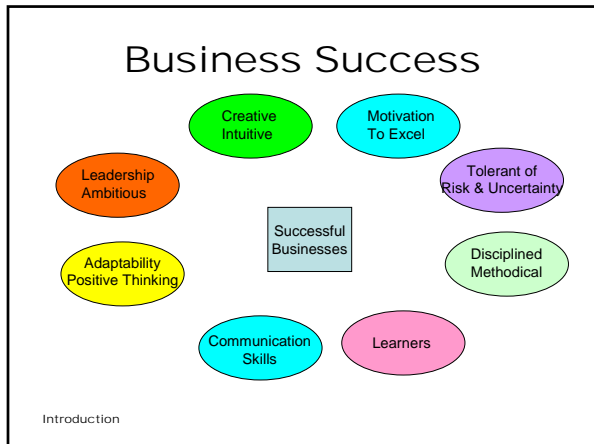 Business Success
Creative
Intuitive
Motivation
To Excel
Leadership
Ambitious
Tolerant of
Risk & Uncertainty
Successful
Businesses
Adaptability
Positive Thinking
Disciplined
Methodical
Communication
Skills
Learners
Introduction